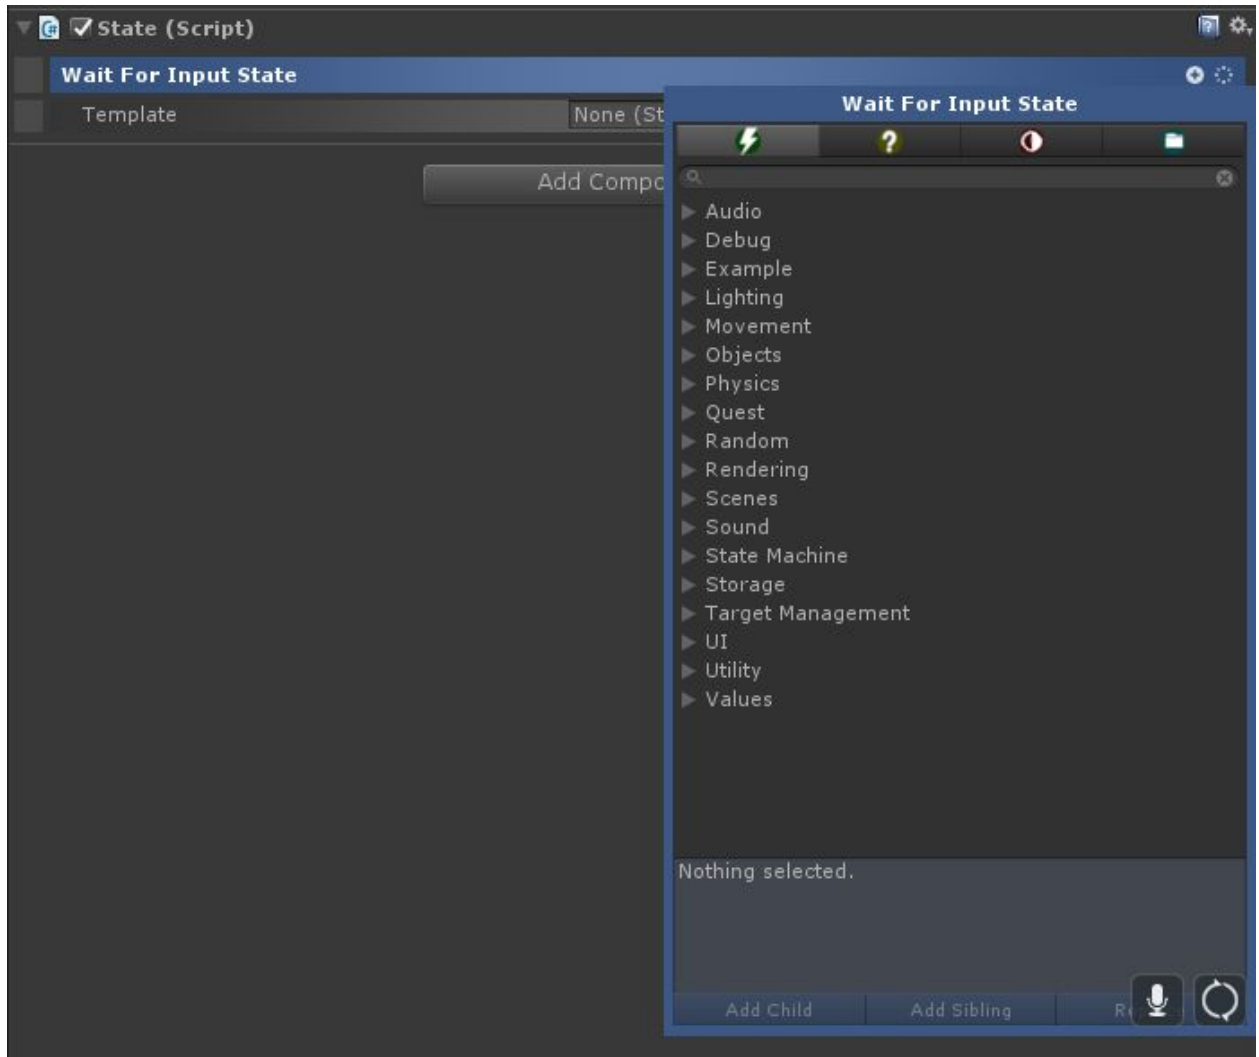 State (Script)
Wait For Input State
Template
None (St
Add Compo
Wait For Input State
Audio
Debug
Example
Lighting
Movement
Objects
Physics
Quest
Random
Rendering
Scenes
Sound
State Machine
Storage
Target Management
UI
Utility
Values
Nothing selected.
Add Child
Add Sibling